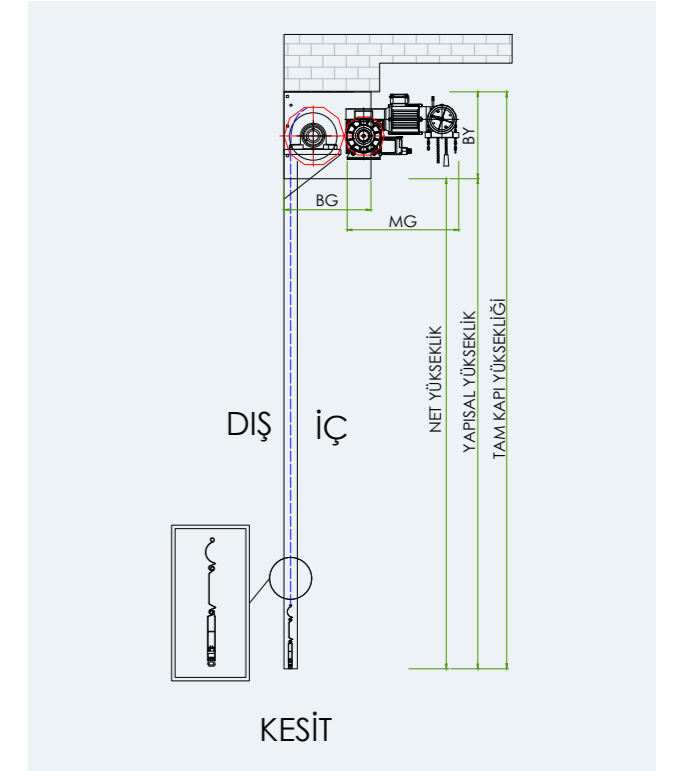 BY
BG
MG
NET YÜKSEKLİK
YAPISAL YÜKSEKLİK
TAM KAPI YÜKSEKLİĞİ
DIŞ
İÇ
KESİT